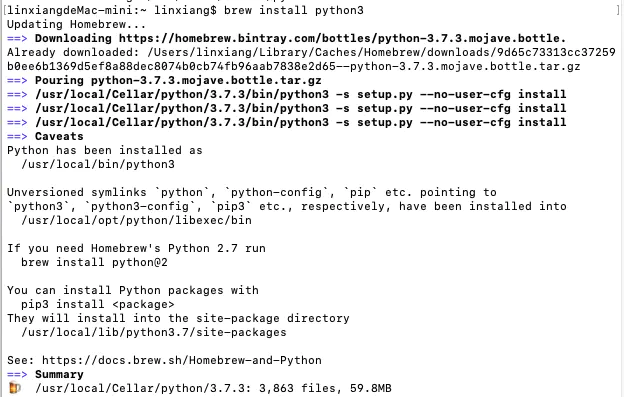 [linxiangdeMac-mini:~ linxiang$ brew install python3 ]
Updating Homebrew...
==> Downloading https://homebrew.bintray.com/bottles/python-3.7.3.mojave.bottle.
Already downloaded: /Users/linxiang/Library/Caches/Homebrew/downloads/9d65c73313cc37259
b0ee6b1369d5ef8a88dec8074b0cb74fb96aab7838e2d65--python-3.7.3.mojave.bottle.tar.gz
==> Pouring python-3.7.3.mojave.bottle.tar.gz
==> /usr/local/Cellar/python/3.7.3/bin/python3 -s setup.py --no-user-cfg install
==> /usr/local/Cellar/python/3.7.3/bin/python3 -s setup.py --no-user-cfg install
==> /usr/local/Cellar/python/3.7.3/bin/python3 -s setup.py --no-user-cfg install
==> Caveats
Python has been installed as
  /usr/local/bin/python3

Unversioned symlinks `python`, `python-config`, `pip` etc. pointing to
`python3`, `python3-config`, `pip3` etc., respectively, have been installed into
  /usr/local/opt/python/libexec/bin

If you need Homebrew's Python 2.7 run
  brew install python@2

You can install Python packages with
  pip3 install <package>
They will install into the site-package directory
  /usr/local/lib/python3.7/site-packages

See: https://docs.brew.sh/Homebrew-and-Python
==> Summary
🍺  /usr/local/Cellar/python/3.7.3: 3,863 files, 59.8MB